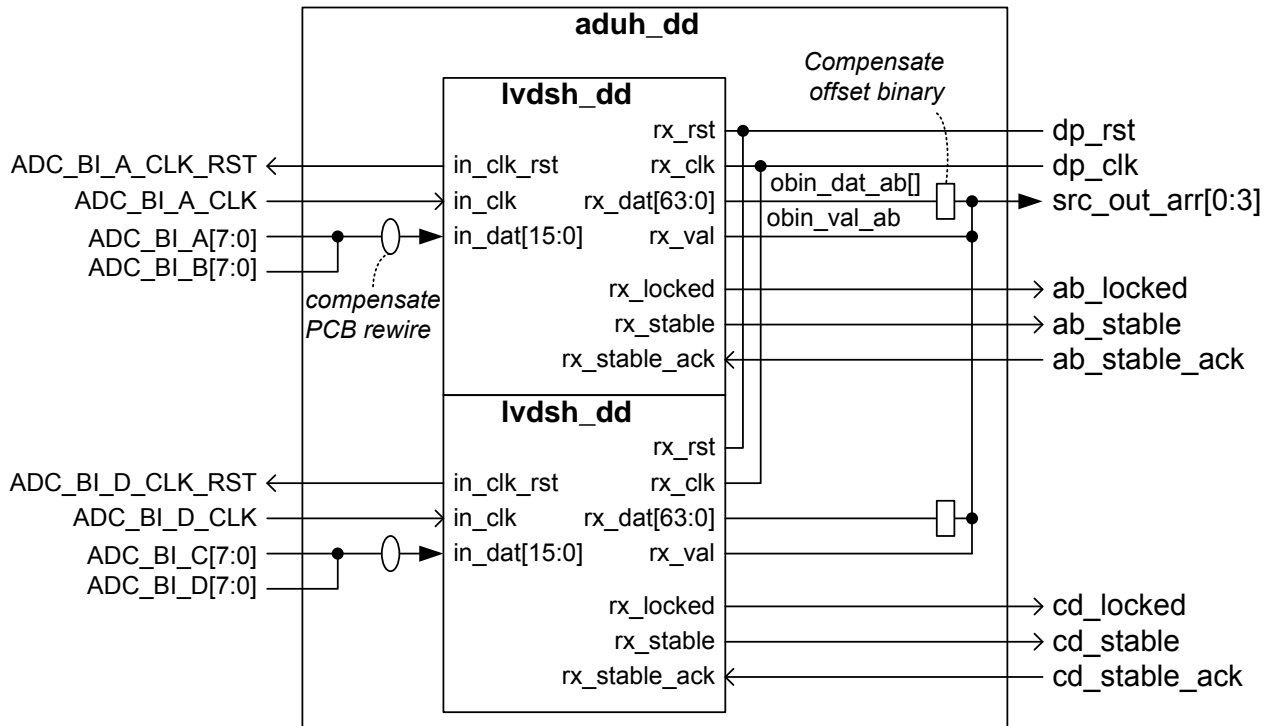 aduh_dd
Compensate
offset binary
lvdsh_dd
rx_rst
dp_rst
ADC_BI_A_CLK_RST
in_clk_rst
rx_clk
dp_clk
ADC_BI_A_CLK
in_clk
rx_dat[63:0]
obin_dat_ab[]
src_out_arr[0:3]
obin_val_ab
ADC_BI_A[7:0]
in_dat[15:0]
rx_val
ADC_BI_B[7:0]
compensate
PCB rewire
rx_locked
ab_locked
rx_stable
ab_stable
rx_stable_ack
ab_stable_ack
lvdsh_dd
rx_rst
ADC_BI_D_CLK_RST
in_clk_rst
rx_clk
ADC_BI_D_CLK
in_clk
rx_dat[63:0]
ADC_BI_C[7:0]
in_dat[15:0]
rx_val
ADC_BI_D[7:0]
rx_locked
cd_locked
rx_stable
cd_stable
rx_stable_ack
cd_stable_ack